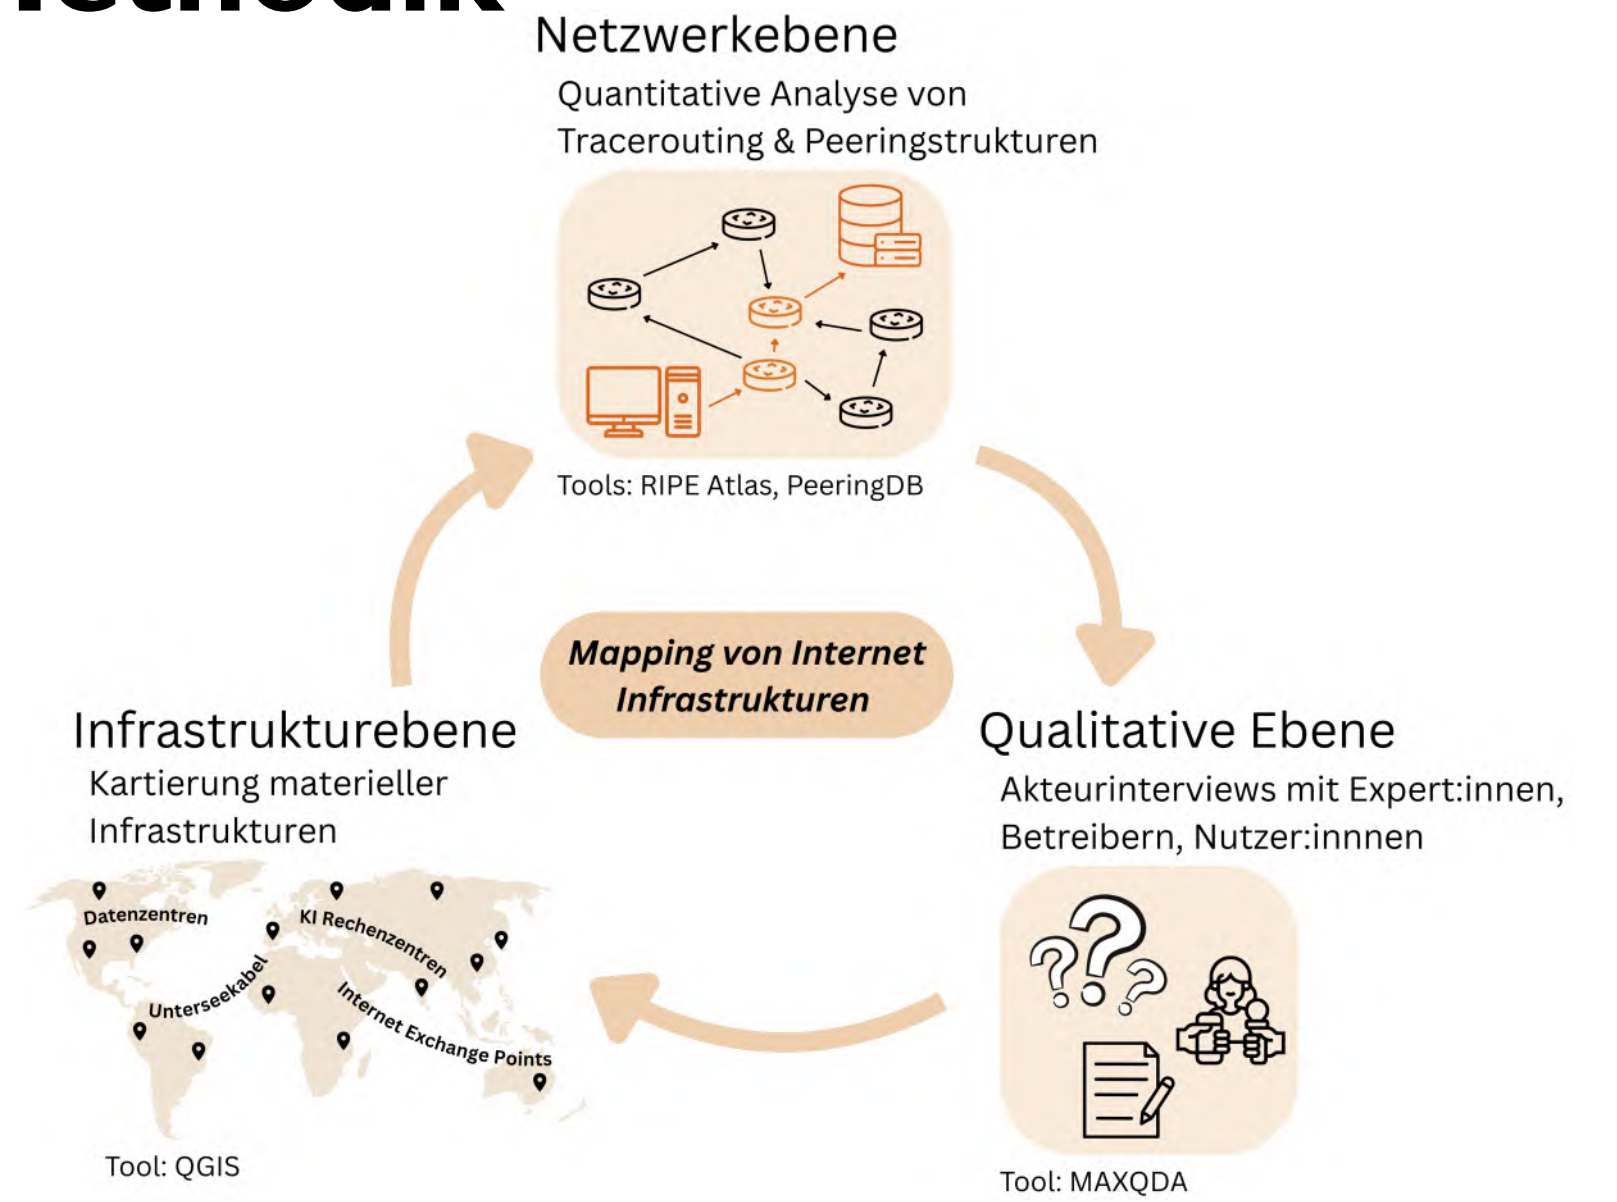 Netzwerkebene
Quantitative Analyse von
Tracerouting & Peeringstrukturen
Tools: RIPE Atlas, PeeringDB
Mapping von Internet
Infrastrukturen
Infrastrukturebene
Kartierung materieller
Infrastrukturen
Datenzentren
KI Rechenzentren
Unterseekabel
Internet Exchange Points
Tool: QGIS
Qualitative Ebene
Akteurinterviews mit Expert:innen,
Betreibern, Nutzer:innnen
Tool: MAXQDA